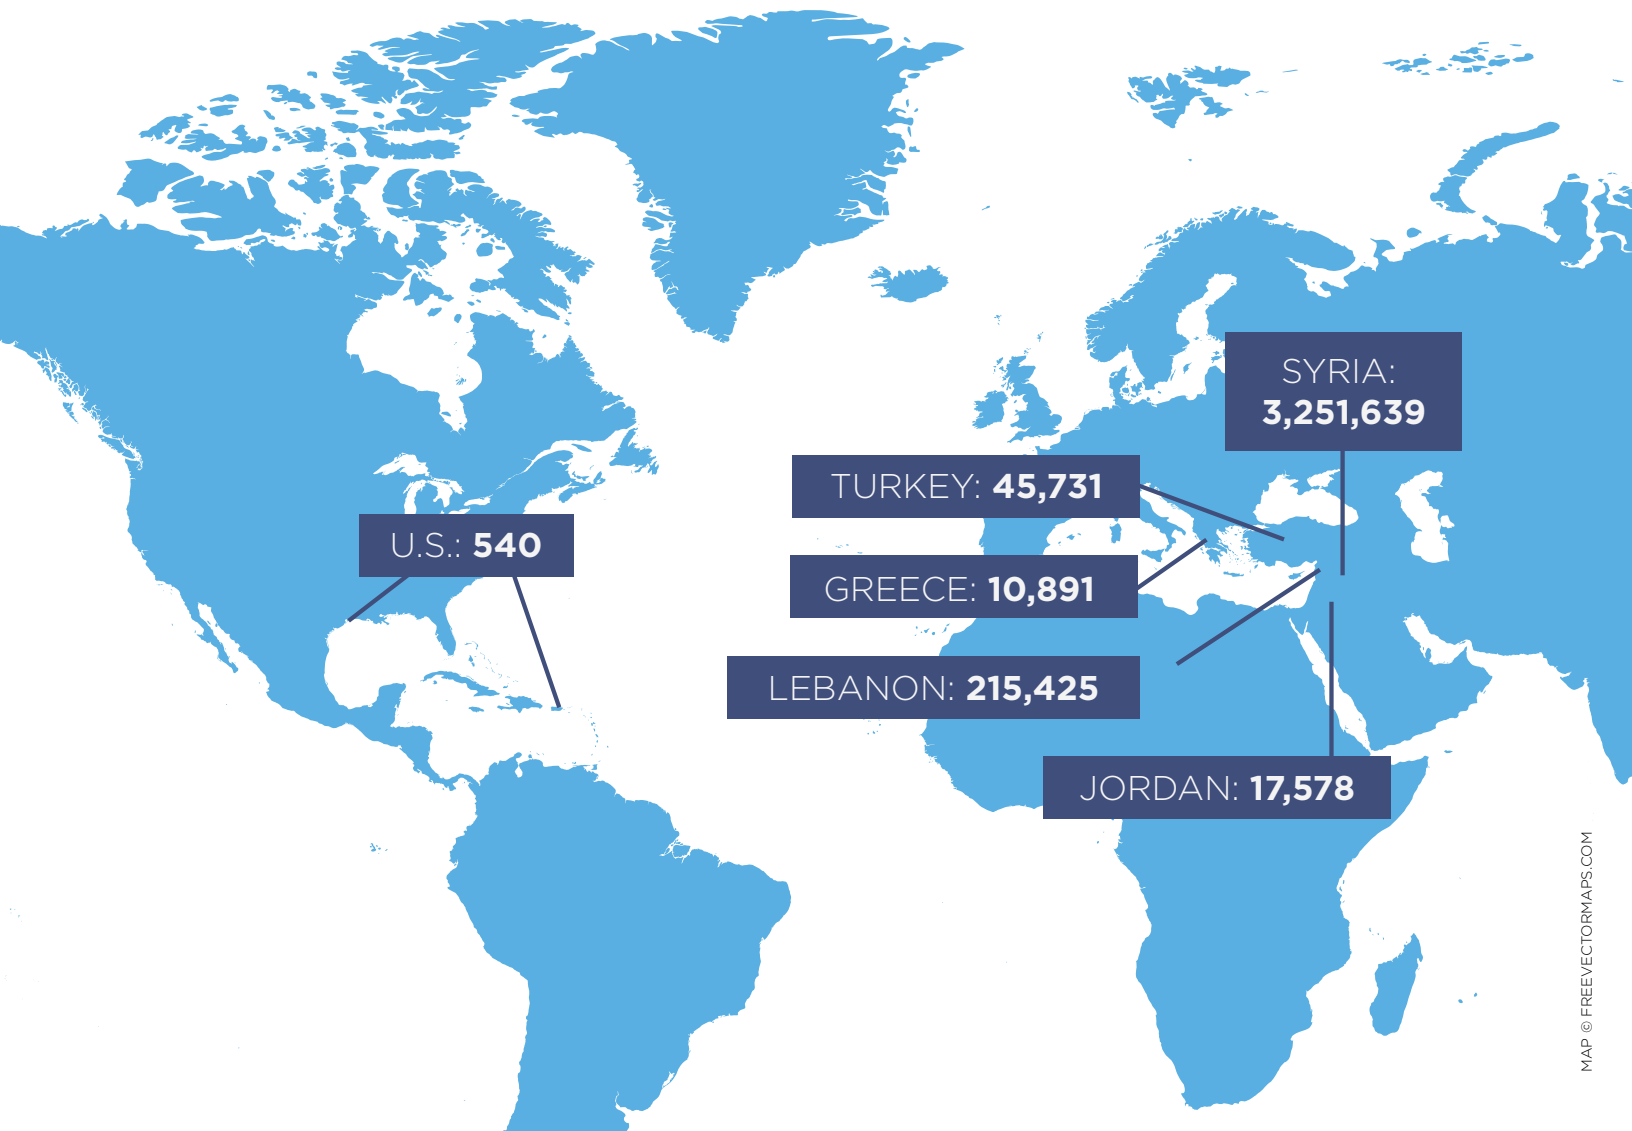 SYRIA:
3,251,639
TURKEY: 45,731
U.S.: 540
GREECE: 10,891
LEBANON: 215,425
JORDAN: 17,578
MAP © FREEVECTORMAPS.COM